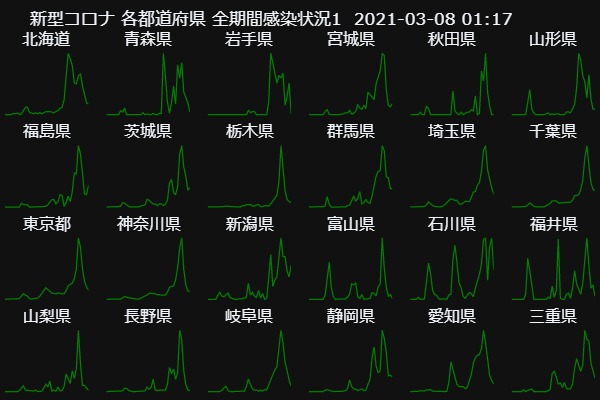 新型コロナ 各都道府県 全期間感染状況1 2021-03-08 01:17
北海道 青森県 岩手県 宮城県 秋田県 山形県
福島県 茨城県 栃木県 群馬県 埼玉県 千葉県
東京都 神奈川県 新潟県 富山県 石川県 福井県
山梨県 長野県 岐阜県 静岡県 愛知県 三重県